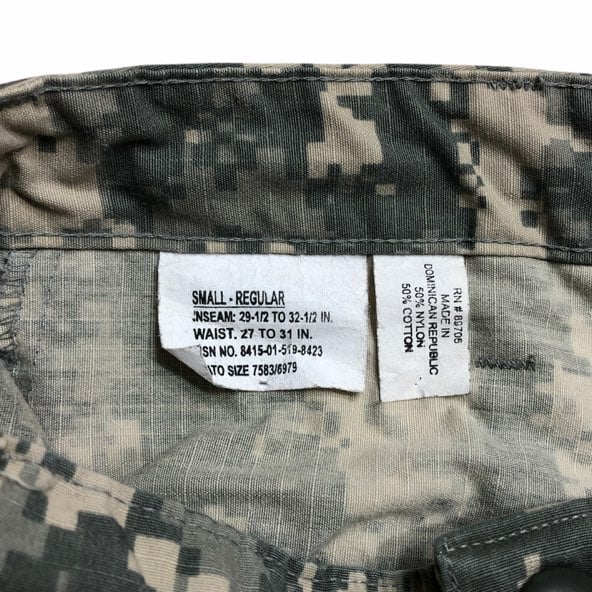 SMALL - REGULAR
INSEAM: 29-1/2 TO 32-1/2 IN.
WAIST. 27 TO 31 IN.
NSN NO. 8415-01-519-8423
NATO SIZE 7583/6979
RN # 89705
MADE IN
DOMINICAN REPUBLIC
50% NYLON
50% COTTON